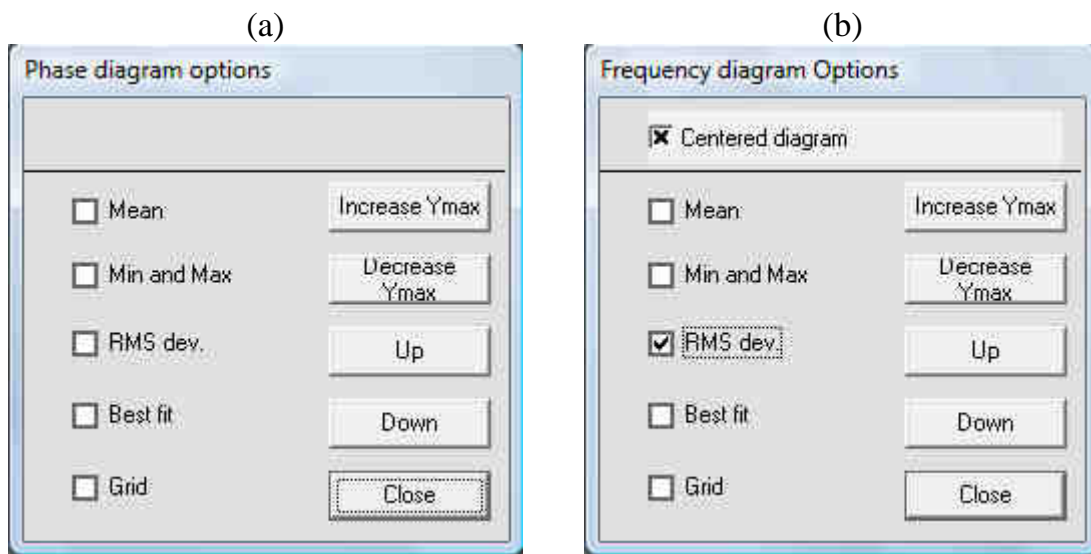 (a)
Phase diagram options
Mean
Increase Ymax
Min and Max
Decrease
Ymax
RMS dev.
Up
Best fit
Down
Grid
Close
(b)
Frequency diagram Options
Centered diagram
Mean
Increase Ymax
Min and Max
Decrease
Ymax
RMS dev.
Up
Best fit
Down
Grid
Close